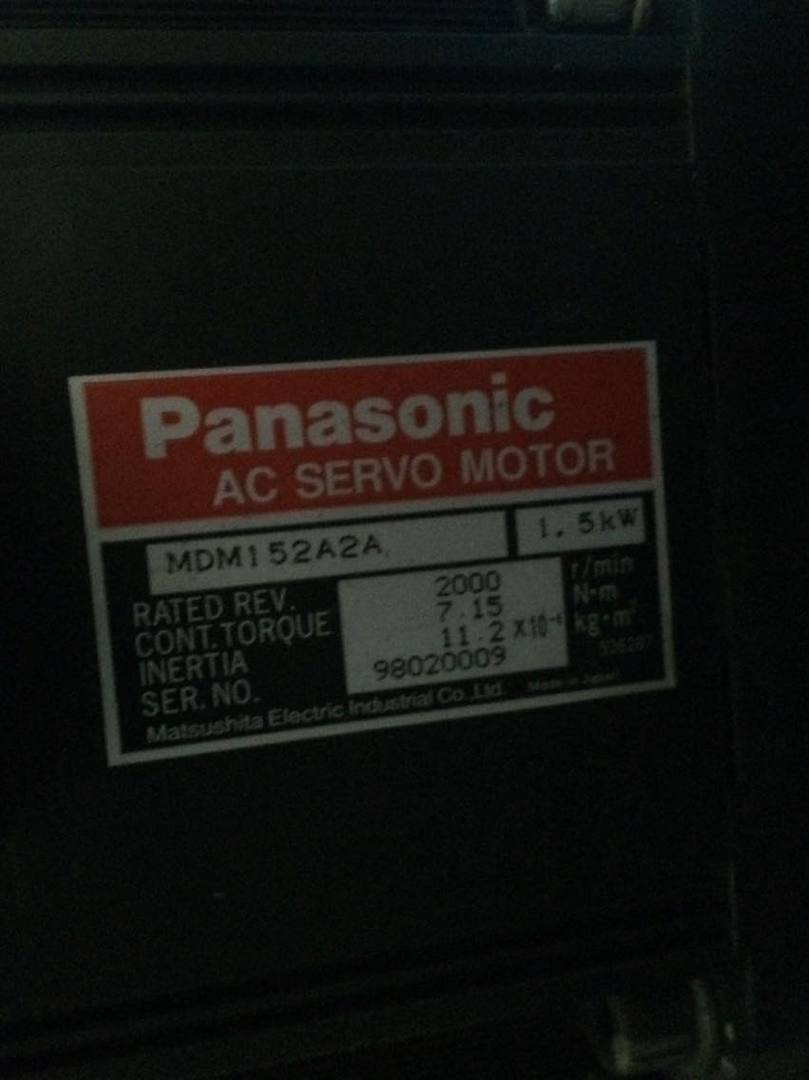 Panasonic
AC SERVO MOTOR
MDM152A2A 1.5kW
RATED REV. 2000 r/min
CONT. TORQUE 7.15 N·m
INERTIA 11.2 X10⁻⁴ kg·m²
SER. NO. 98020009
Matsushita Electric Industrial Co.,Ltd. Made in Japan